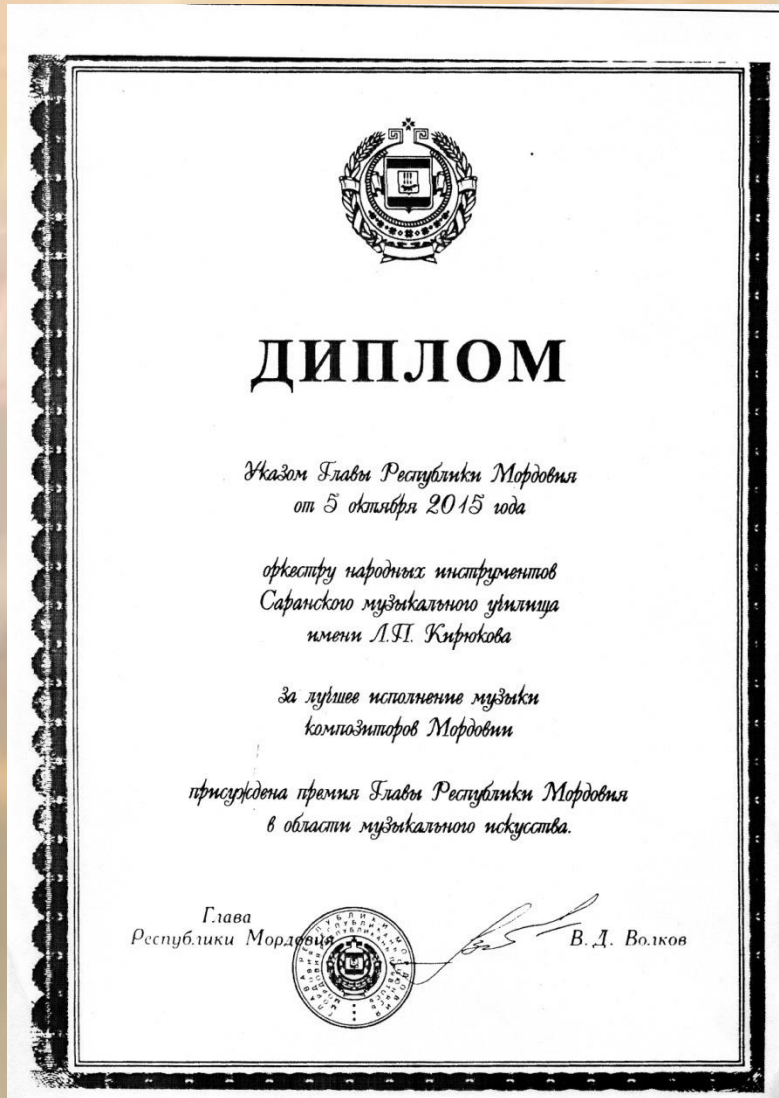 ДИПЛОМ
Указом Главы Республики Мордовия
от 5 октября 2015 года
оркестру народных инструментов
Саранского музыкального училища
имени Л.П. Кирюкова
за лучшее исполнение музыки
композиторов Мордовии
присуждена премия Главы Республики Мордовия
в области музыкального искусства.
Глава
Республики Мордовия
В. Д. Волков